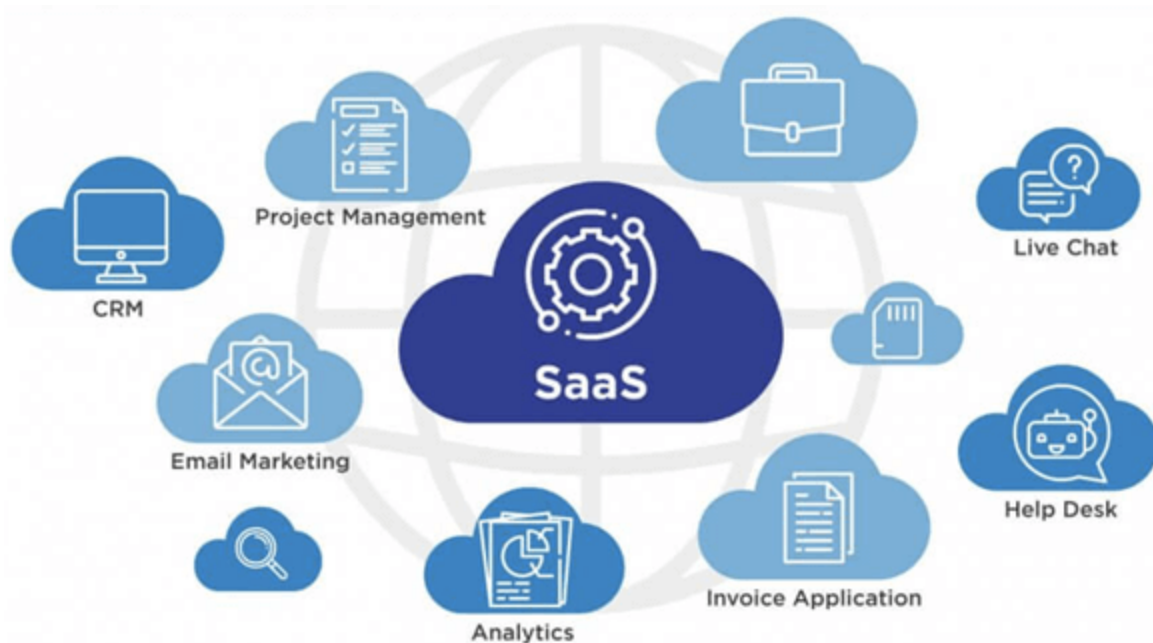 Project Management
Live Chat
CRM
SaaS
Email Marketing
Help Desk
Invoice Application
Analytics